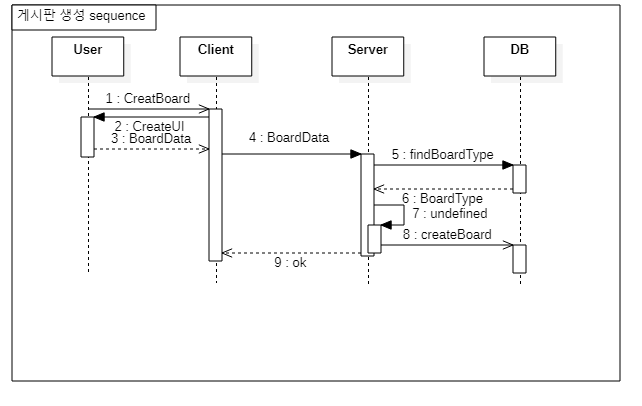 게시판 생성 sequence
User
Client
Server
DB
1 : CreatBoard
2 : CreateUI
3 : BoardData
4 : BoardData
5 : findBoardType
6 : BoardType
7 : undefined
8 : createBoard
9 : ok